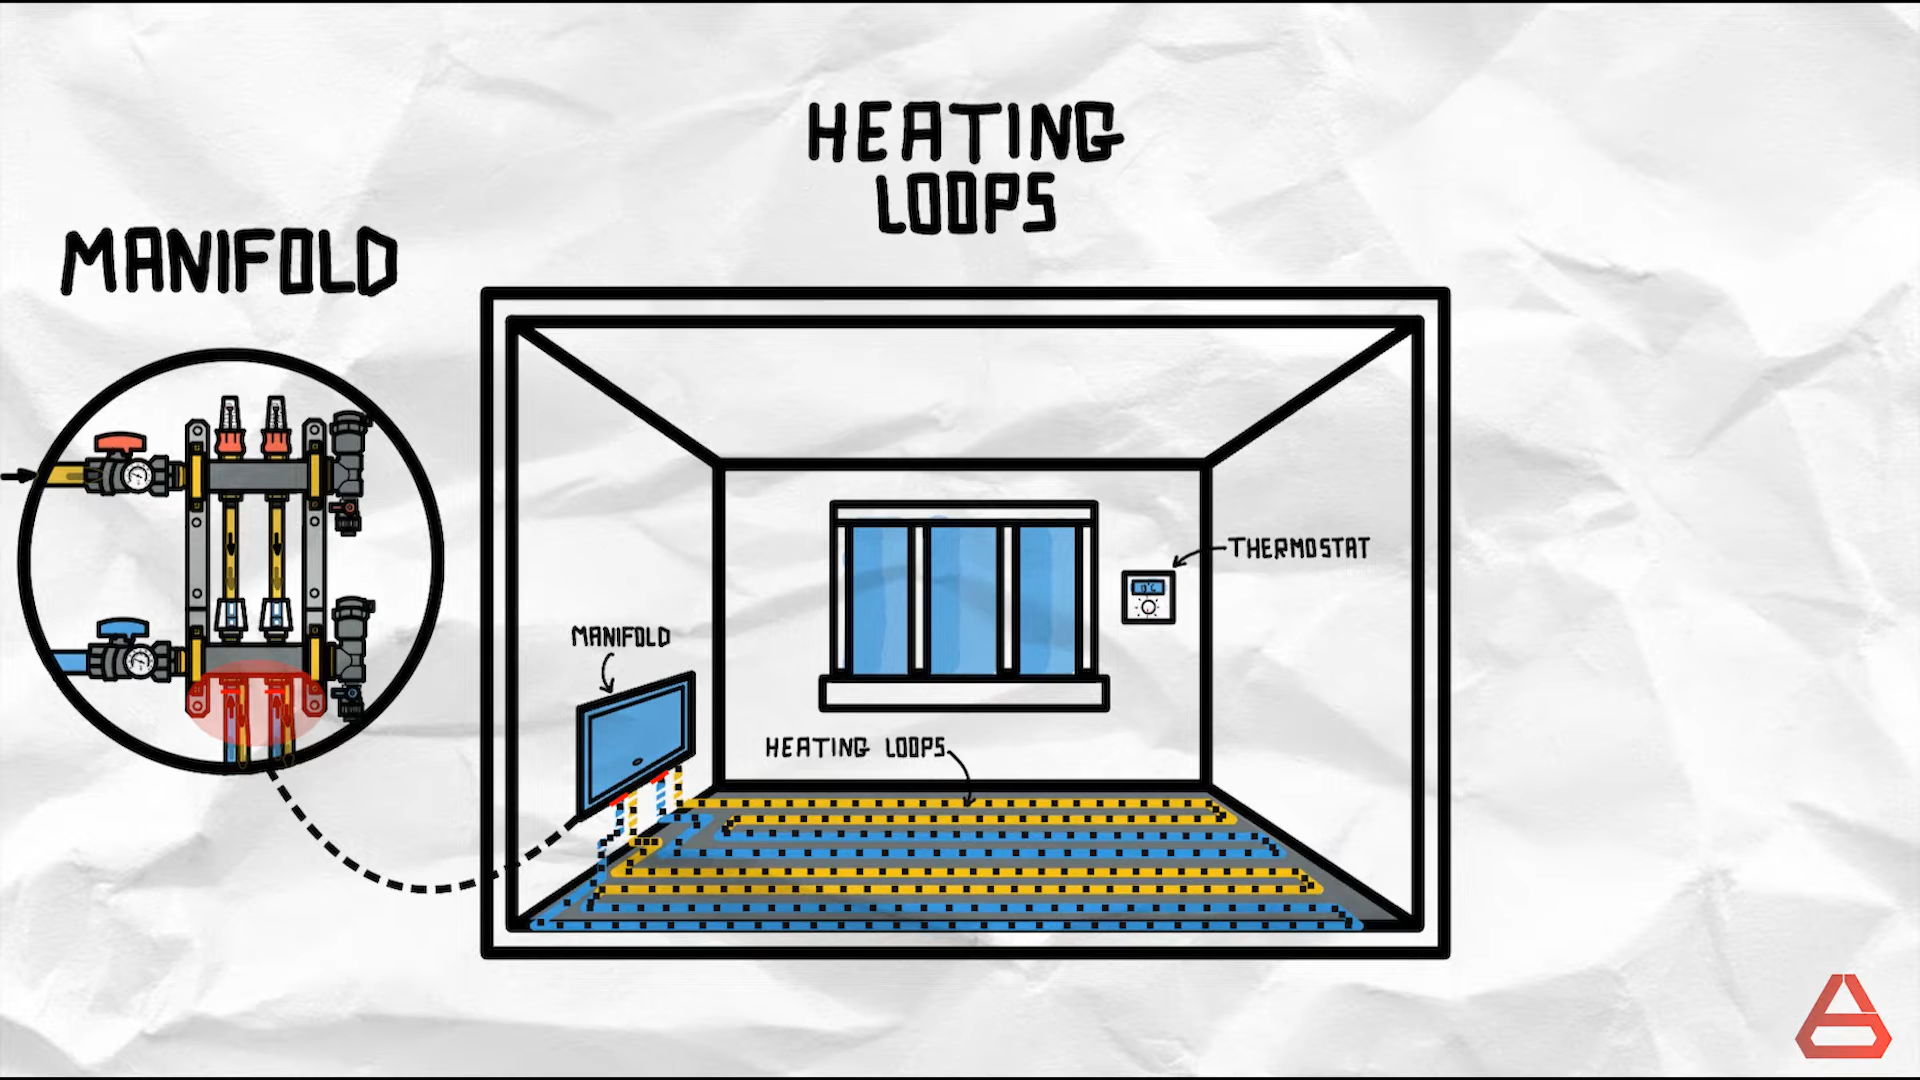 HEATING
LOOPS
MANIFOLD
THERMOSTAT
MANIFOLD
HEATING LOOPS